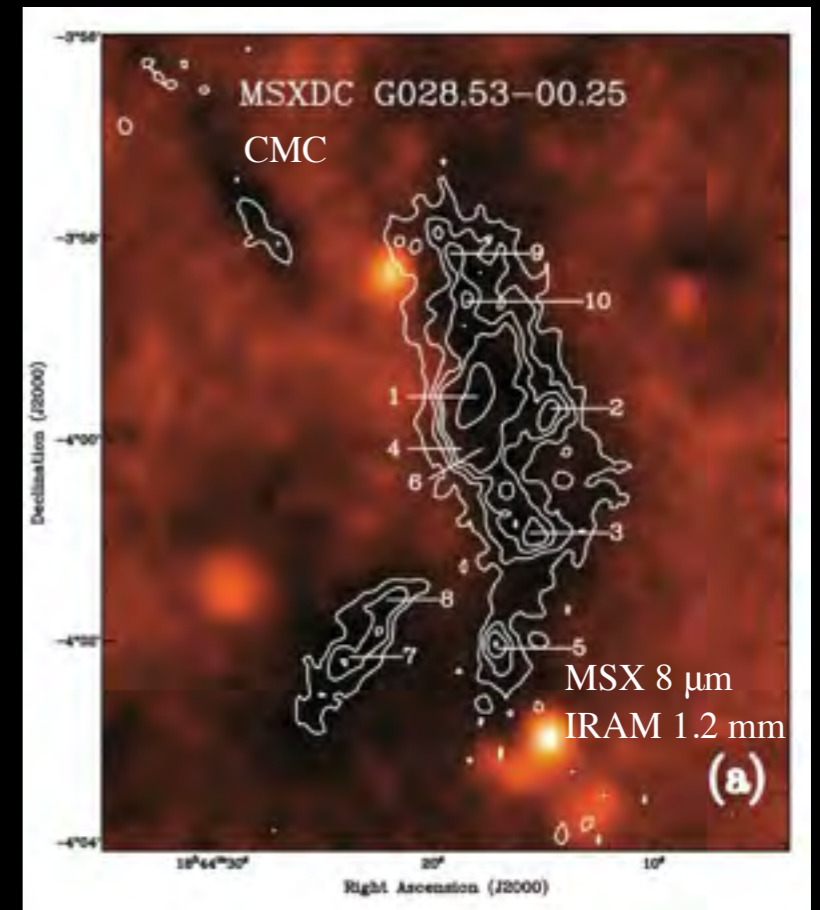 -3°56'
MSXDC G028.53-00.25
CMC
-3°58'
9
10
1
2
-4°00'
4
6
3
Declination (J2000)
8
-4°02'
5
7
MSX 8 μm
IRAM 1.2 mm
(a)
-4°04'
18ʰ44ᵐ30ˢ
20ˢ
10ˢ
Right Ascension (J2000)